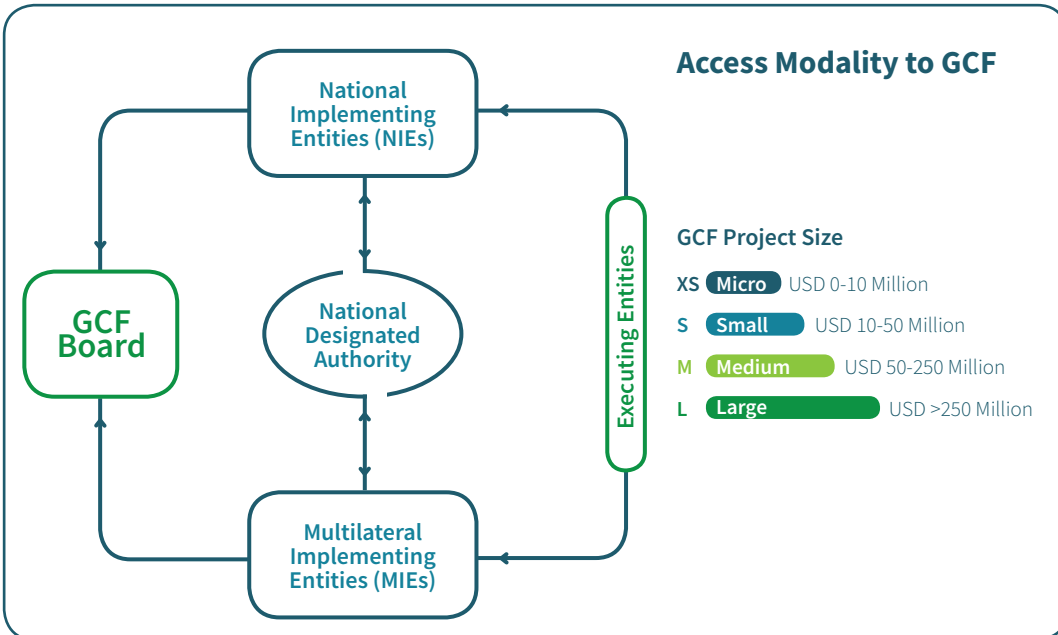 Access Modality to GCF
National
Implementing
Entities (NIEs)
GCF
Board
National
Designated
Authority
Executing Entities
Multilateral
Implementing
Entities (MIEs)
GCF Project Size
XS Micro USD 0-10 Million
S Small USD 10-50 Million
M Medium USD 50-250 Million
L Large USD >250 Million